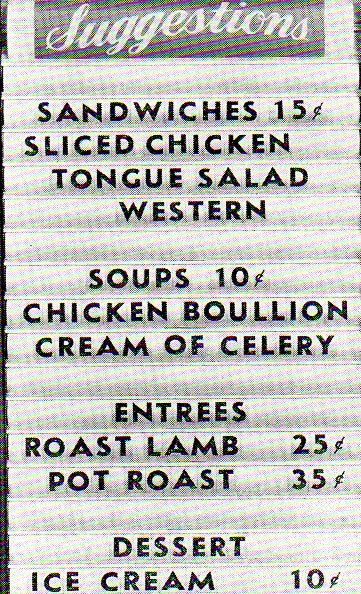 Suggestions
SANDWICHES 15¢
SLICED CHICKEN
TONGUE SALAD
WESTERN
SOUPS 10¢
CHICKEN BOULLION
CREAM OF CELERY
ENTREES
ROAST LAMB 25¢
POT ROAST 35¢
DESSERT
ICE CREAM 10¢